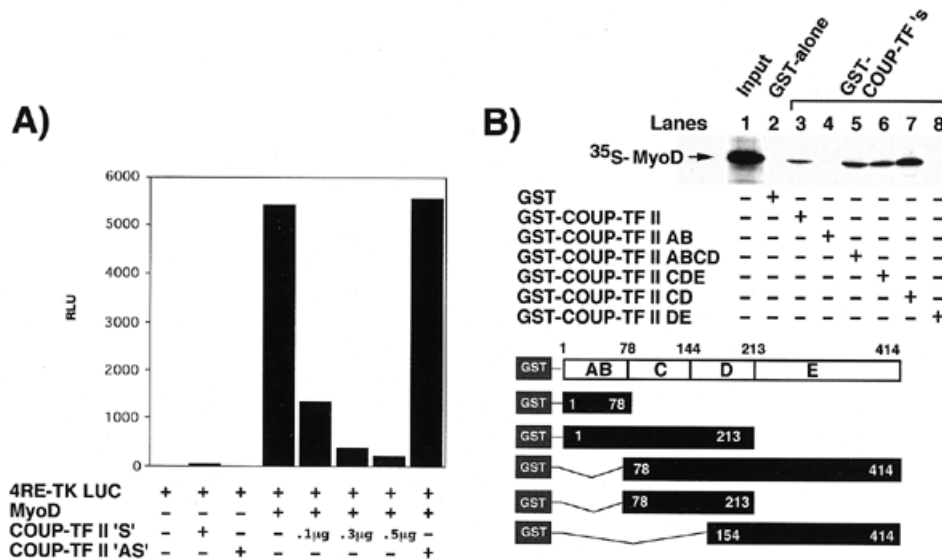 A)
6000
5000
4000
3000
2000
1000
0
RLU
4RE-TK LUC + + + + + + + +
MyoD - - - + + + + +
COUP-TF II 'S' - + - - .1µg .3µg .5µg -
COUP-TF II 'AS' - - + - - - - +
B)
Input
GST-alone
GST-
COUP-TF's
Lanes 1 2 3 4 5 6 7 8
35S-MyoD
GST - + - - - - - -
GST-COUP-TF II - - + - - - - -
GST-COUP-TF II AB - - - + - - - -
GST-COUP-TF II ABCD - - - - + - - -
GST-COUP-TF II CDE - - - - - + - -
GST-COUP-TF II CD - - - - - - + -
GST-COUP-TF II DE - - - - - - - +
1 78 144 213 414
GST AB C D E
GST 1 78
GST 1 213
GST 78 414
GST 78 213
GST 154 414